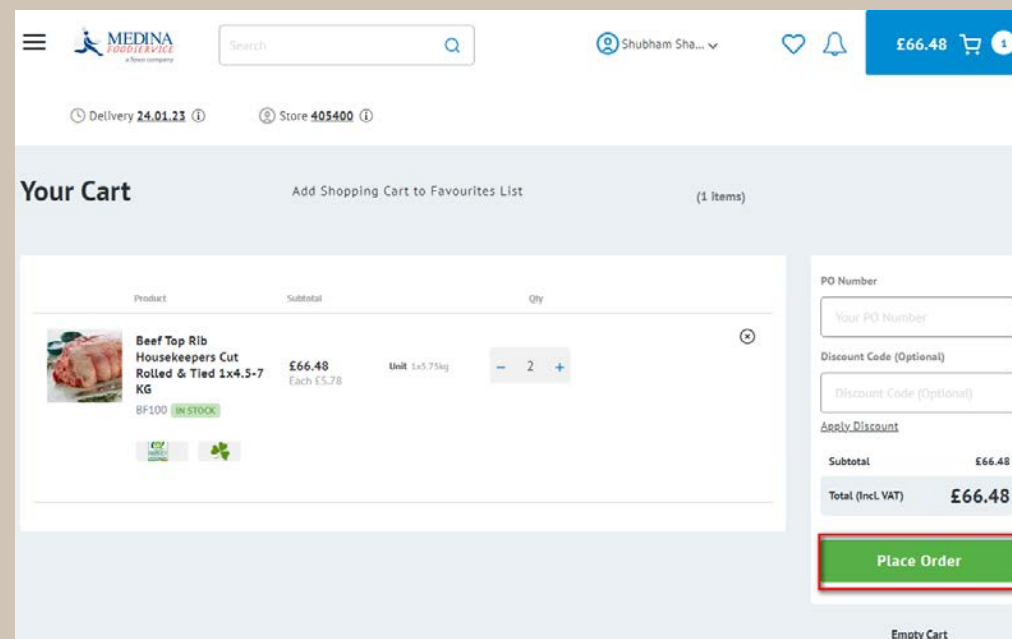 MEDINA
FOODSERVICE
a Sysco company
Search
Shubham Sha...
£66.48
1
Delivery 24.01.23
Store 405400
Your Cart
Add Shopping Cart to Favourites List
(1 Items)
Product
Subtotal
Qty
Beef Top Rib
Housekeepers Cut
Rolled & Tied 1x4.5-7
KG
BF100 IN STOCK
£66.48
Each £5.78
Unit 1x5.75kg
2
PO Number
Your PO Number
Discount Code (Optional)
Discount Code (Optional)
Apply Discount
Subtotal £66.48
Total (Incl. VAT) £66.48
Place Order
Empty Cart